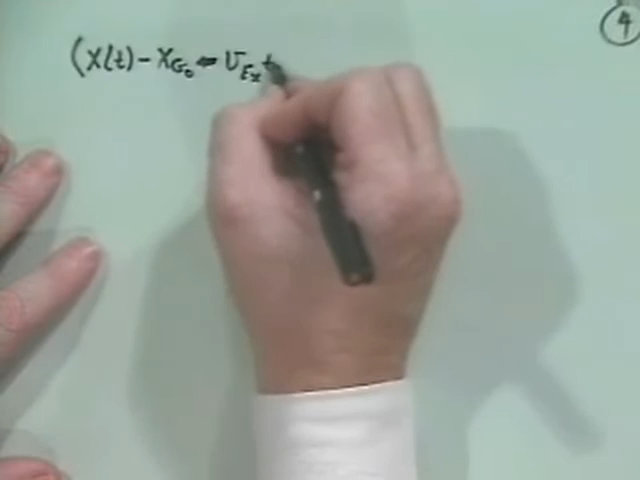 ④
(x(t) - x_{G_0} - v_{Ex} t